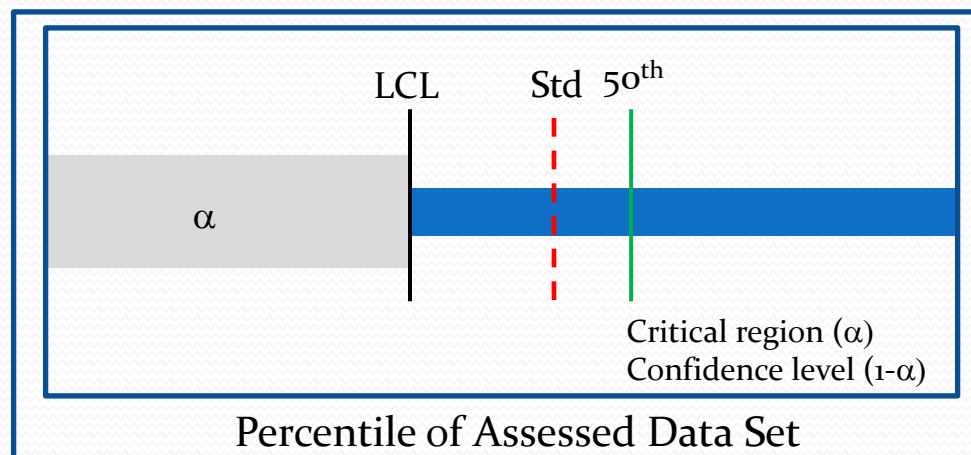 LCL Std 50th
α
Critical region (α)
Confidence level (1-α)
Percentile of Assessed Data Set